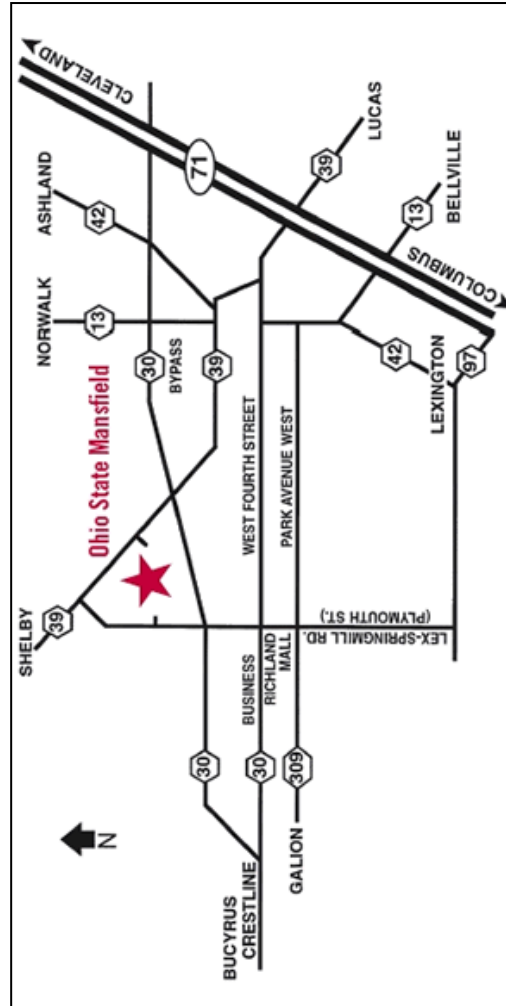 CLEVELAND
71
ASHLAND
42
NORWALK
13
30
BYPASS
39
Ohio State Mansfield
SHELBY
39
LUCAS
39
BELLVILLE
13
COLUMBUS
WEST FOURTH STREET
PARK AVENUE WEST
42
LEXINGTON
97
LEX-SPRINGMILL RD.
(PLYMOUTH ST.)
BUSINESS
RICHLAND
MALL
30
30
309
GALION
BUCYRUS
CRESTLINE
N